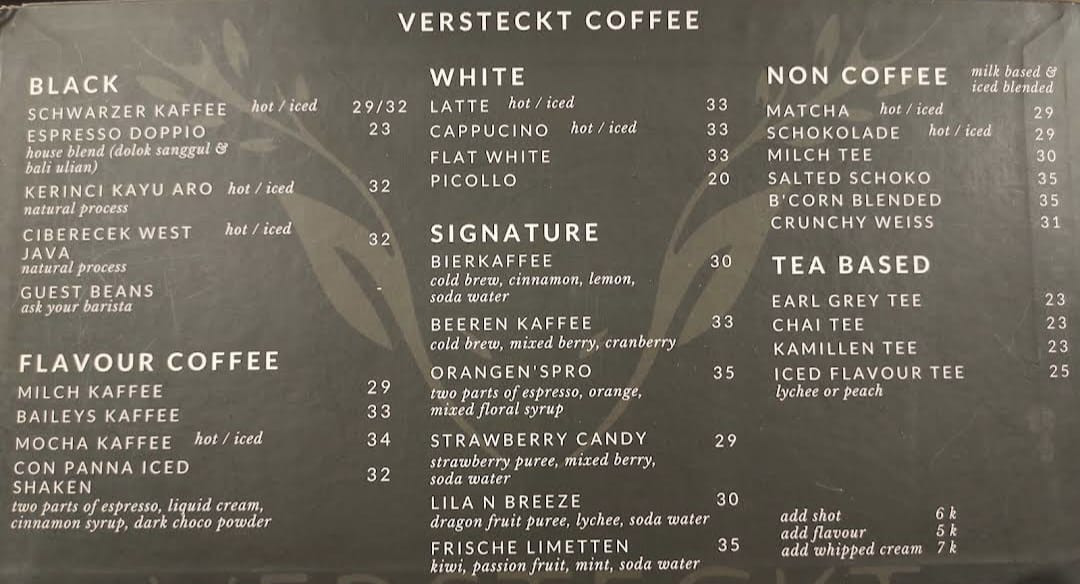 VERSTECKT COFFEE
BLACK
SCHWARZER KAFFEE hot / iced 29/32
ESPRESSO DOPPIO 23
house blend (dolok sanggul &
bali ulian)
KERINCI KAYU ARO hot / iced 32
natural process
CIBERECEK WEST hot / iced 32
JAVA
natural process
GUEST BEANS -
ask your barista
FLAVOUR COFFEE
MILCH KAFFEE 29
BAILEYS KAFFEE 33
MOCHA KAFFEE hot / iced 34
CON PANNA ICED 32
SHAKEN
two parts of espresso, liquid cream,
cinnamon syrup, dark choco powder
WHITE
LATTE hot / iced 33
CAPPUCINO hot / iced 33
FLAT WHITE 33
PICOLLO 20
SIGNATURE
BIERKAFFEE 30
cold brew, cinnamon, lemon,
soda water
BEEREN KAFFEE 33
cold brew, mixed berry, cranberry
ORANGEN'SPRO 35
two parts of espresso, orange,
mixed floral syrup
STRAWBERRY CANDY 29
strawberry puree, mixed berry,
soda water
LILA N BREEZE 30
dragon fruit puree, lychee, soda water
FRISCHE LIMETTEN 35
kiwi, passion fruit, mint, soda water
NON COFFEE milk based &
iced blended
MATCHA hot / iced 29
SCHOKOLADE hot / iced 29
MILCH TEE 30
SALTED SCHOKO 35
B'CORN BLENDED 35
CRUNCHY WEISS 31
TEA BASED
EARL GREY TEE 23
CHAI TEE 23
KAMILLEN TEE 23
ICED FLAVOUR TEE 25
lychee or peach
add shot 6 k
add flavour 5 k
add whipped cream 7 k